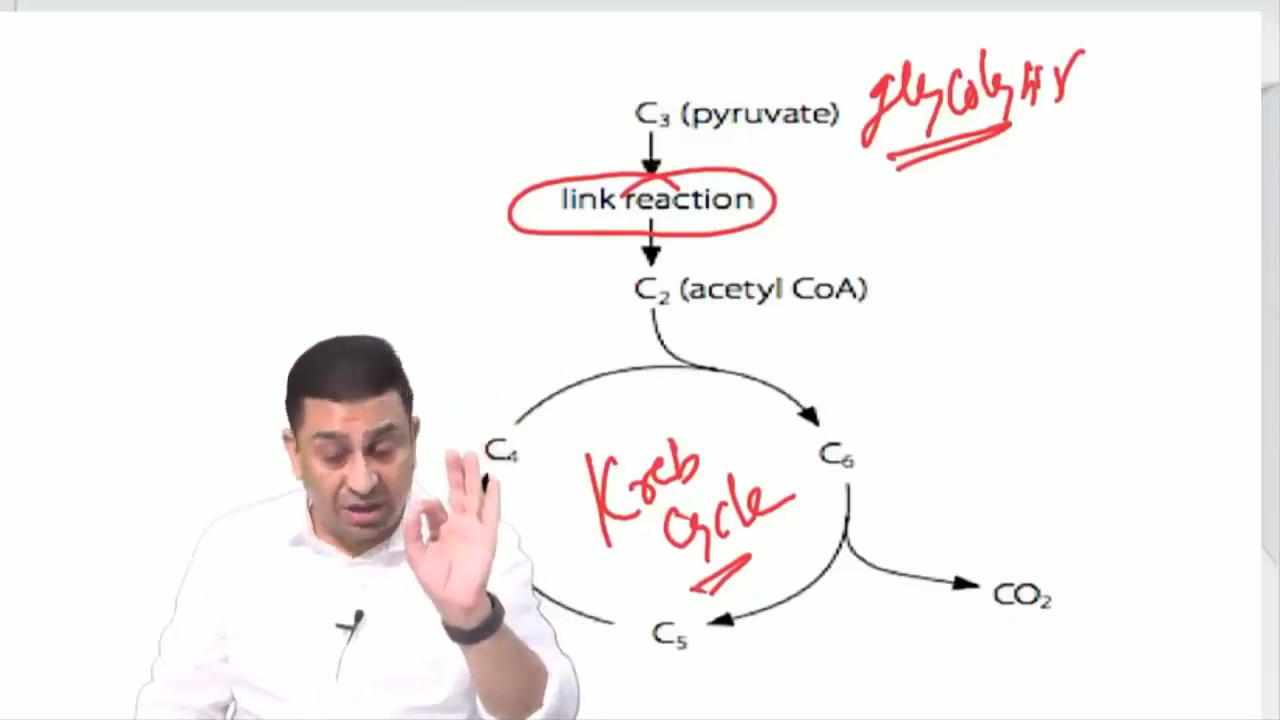 C₃ (pyruvate) glycolysis
link reaction
C₂ (acetyl CoA)
C₄
C₆
Kreb
cycle
CO₂
C₅